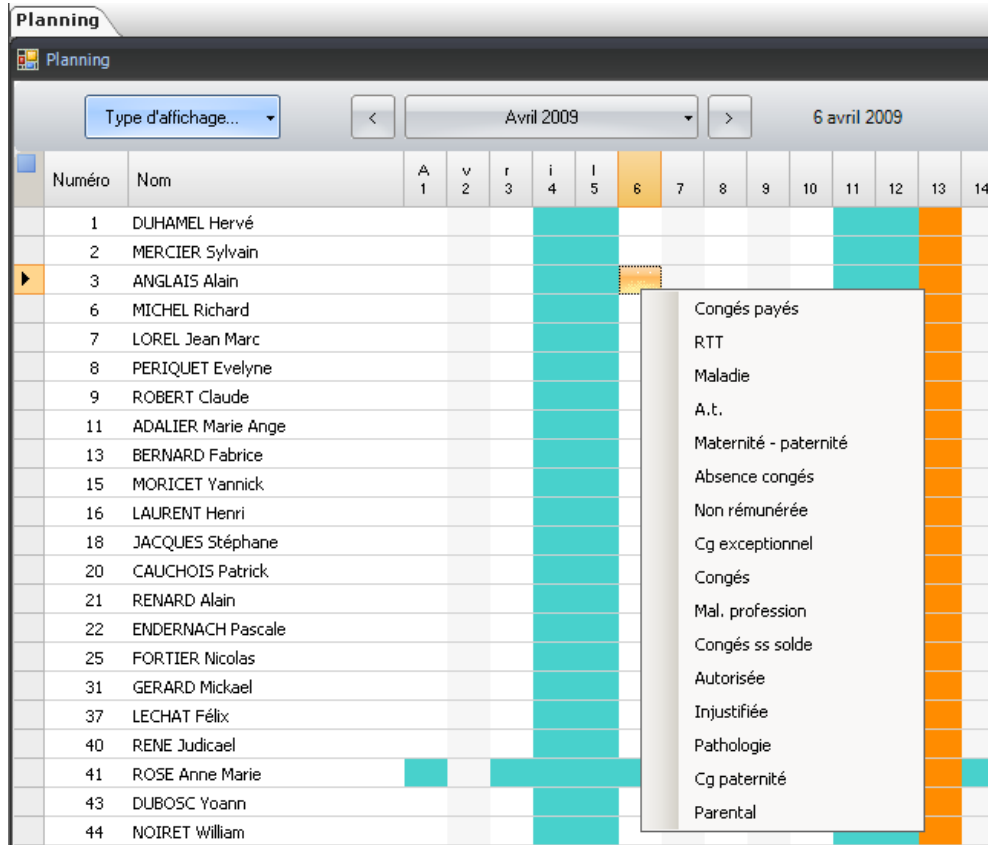 Planning
Planning
Type d'affichage... < Avril 2009 > 6 avril 2009
Numéro Nom A v r i l
1 2 3 4 5 6 7 8 9 10 11 12 13 14
1 DUHAMEL Hervé
2 MERCIER Sylvain
3 ANGLAIS Alain
6 MICHEL Richard
7 LOREL Jean Marc
8 PERIQUET Evelyne
9 ROBERT Claude
11 ADALIER Marie Ange
13 BERNARD Fabrice
15 MORICET Yannick
16 LAURENT Henri
18 JACQUES Stéphane
20 CAUCHOIS Patrick
21 RENARD Alain
22 ENDERNACH Pascale
25 FORTIER Nicolas
31 GERARD Mickael
37 LECHAT Félix
40 RENE Judicael
41 ROSE Anne Marie
43 DUBOSC Yoann
44 NOIRET William
Congés payés
RTT
Maladie
A.t.
Maternité - paternité
Absence congés
Non rémunérée
Cg exceptionnel
Congés
Mal. profession
Congés ss solde
Autorisée
Injustifiée
Pathologie
Cg paternité
Parental